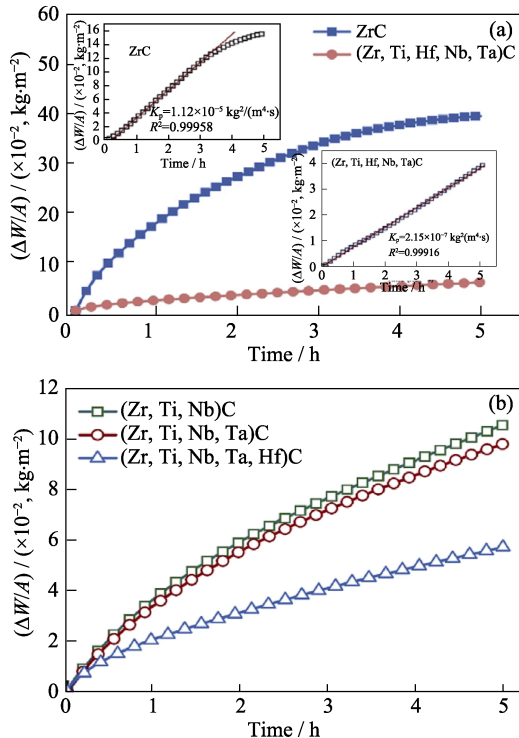 (a)
ZrC
(Zr, Ti, Hf, Nb, Ta)C
60
50
40
30
20
10
0
(ΔW/A) / (×10⁻², kg·m⁻²)
0
1
2
3
4
5
Time / h
16
14
12
10
8
6
4
2
0
(ΔW/A) / (×10⁻², kg·m⁻²)
ZrC
Kp=1.12×10⁻⁵ kg²/(m⁴·s)
R²=0.99958
0 1 2 3 4 5
Time / h
4
3
2
1
0
(ΔW/A) / (×10⁻², kg·m⁻²)
(Zr, Ti, Hf, Nb, Ta)C
Kp=2.15×10⁻⁷ kg²(m⁴·s)
R²=0.99916
0 1 2 3 4 5
Time / h
(b)
(Zr, Ti, Nb)C
(Zr, Ti, Nb, Ta)C
(Zr, Ti, Nb, Ta, Hf)C
12
10
8
6
4
2
0
(ΔW/A) / (×10⁻², kg·m⁻²)
0 1 2 3 4 5
Time / h